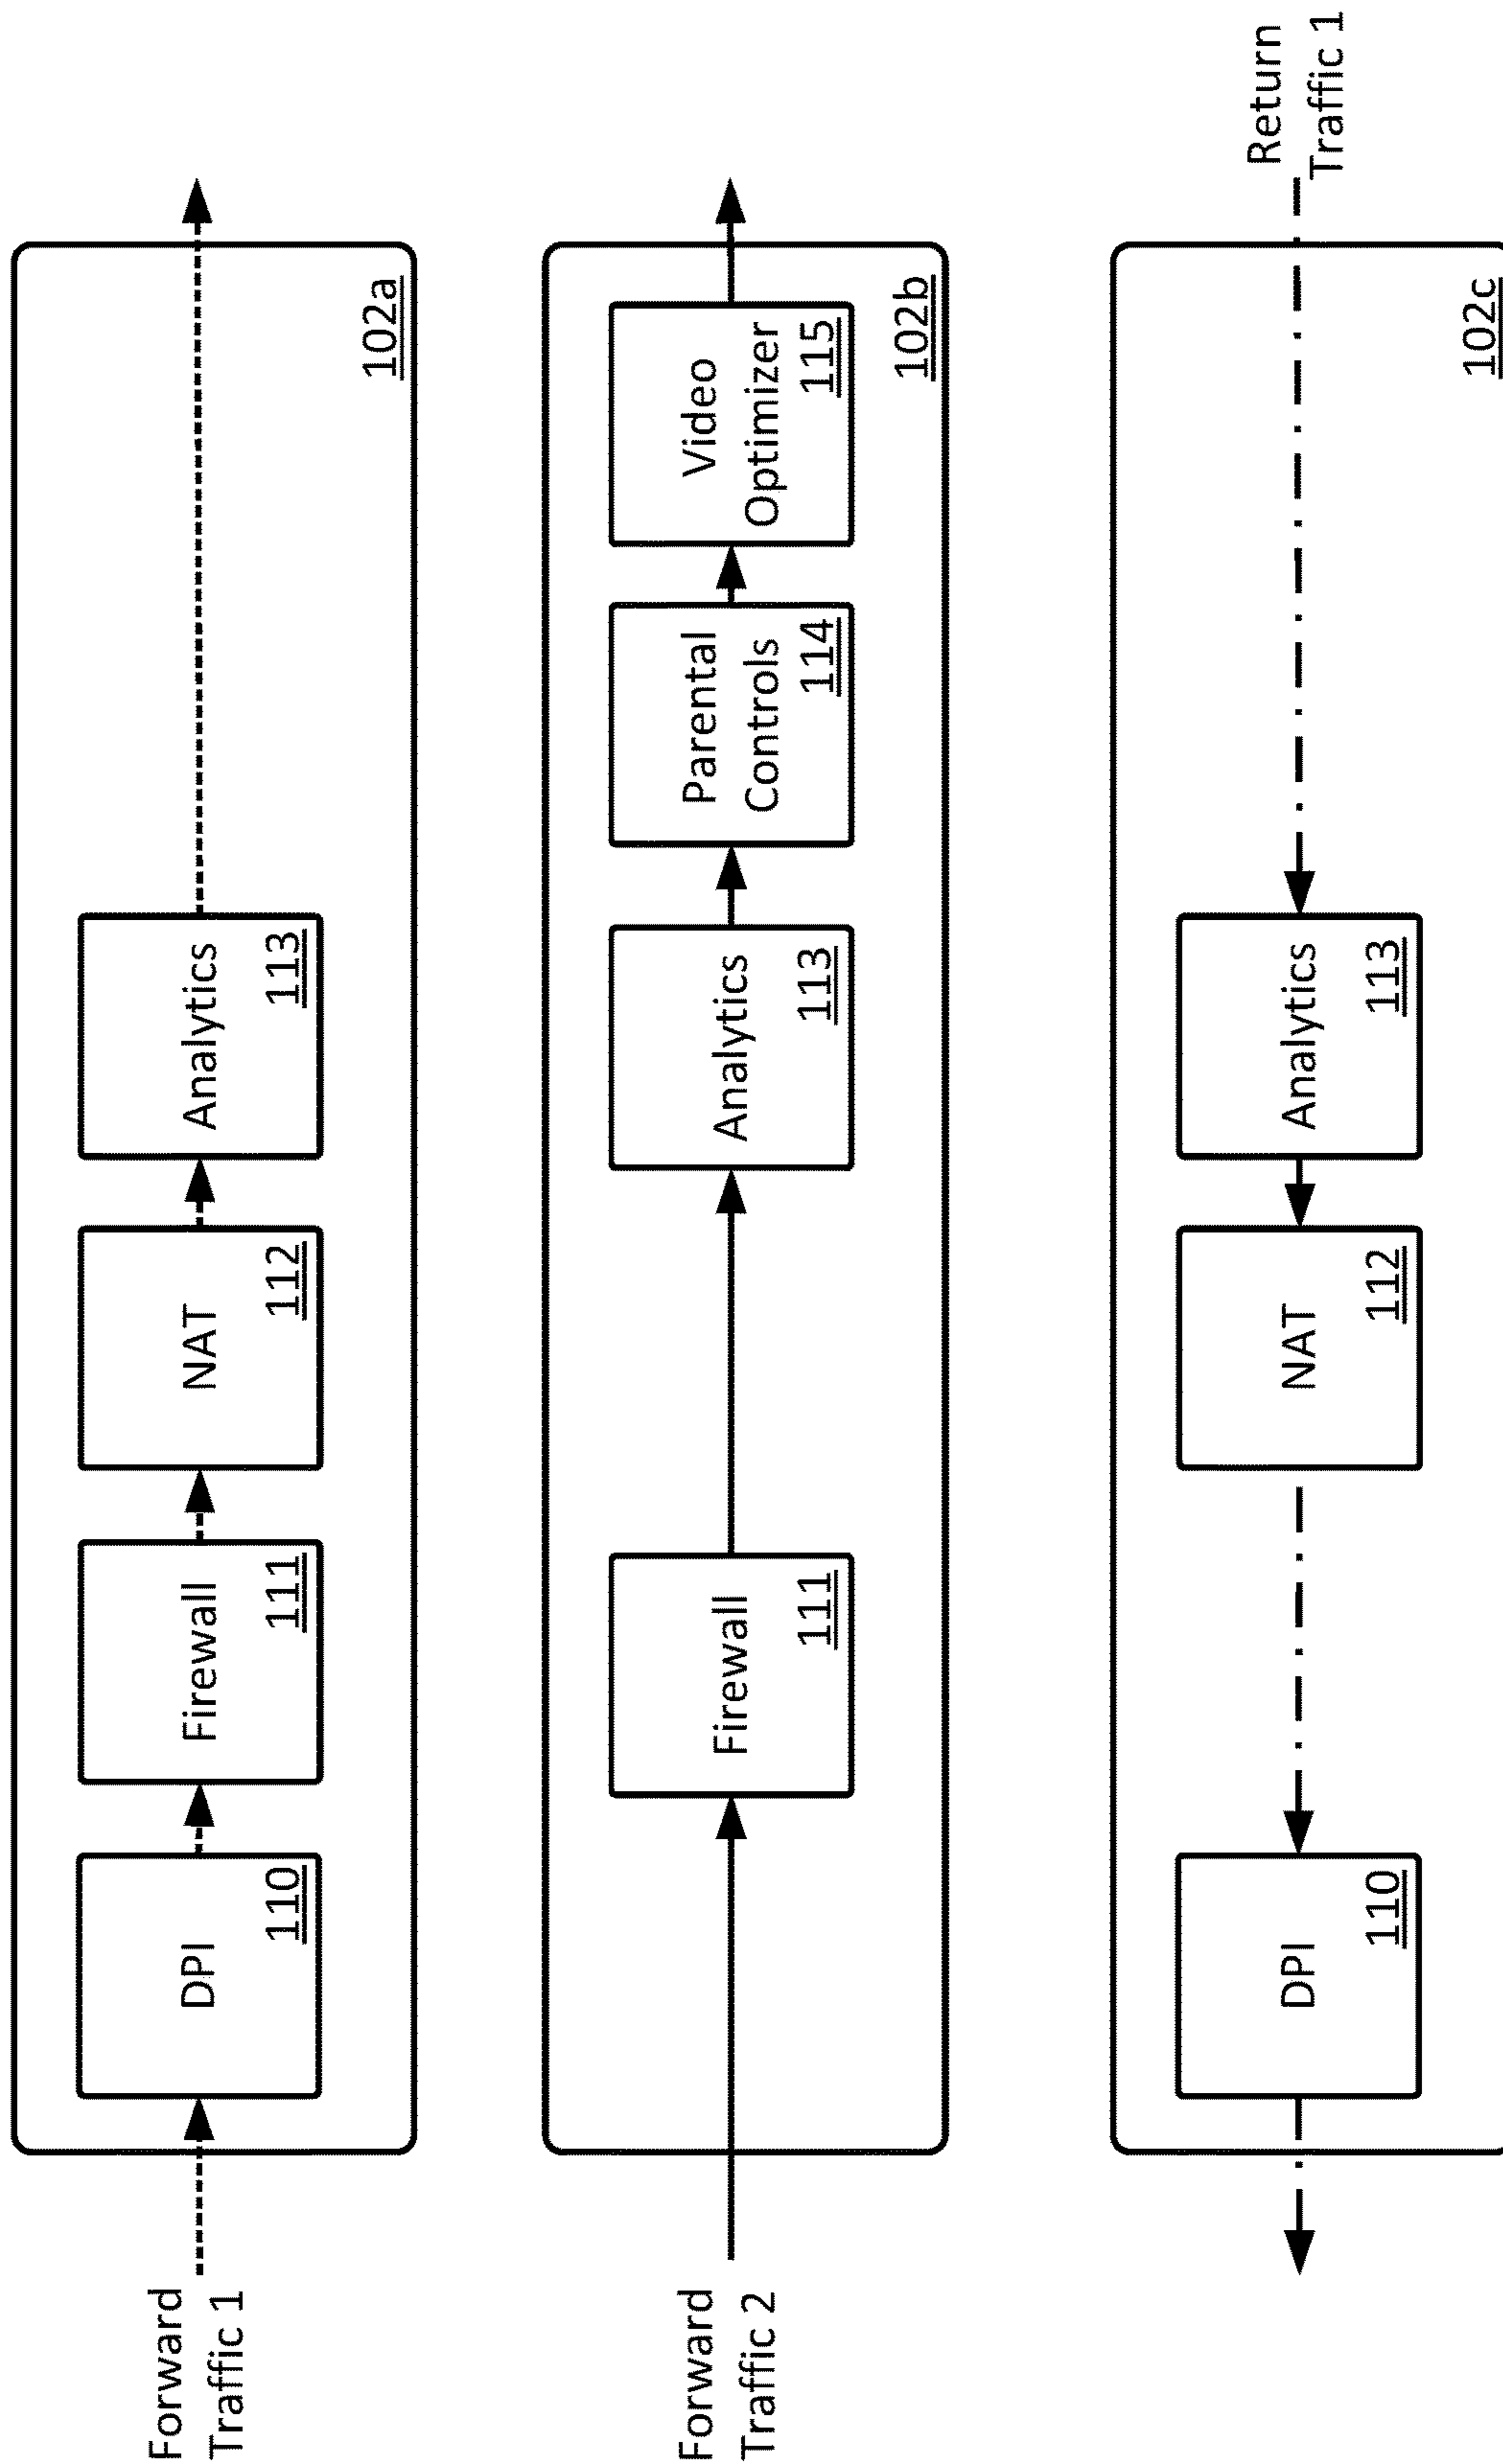 Forward
Traffic 1
DPI
110
Firewall
111
NAT
112
Analytics
113
102a
Forward
Traffic 2
Firewall
111
Analytics
113
Parental
Controls
114
Video
Optimizer
115
102b
DPI
110
NAT
112
Analytics
113
Return
Traffic 1
102c